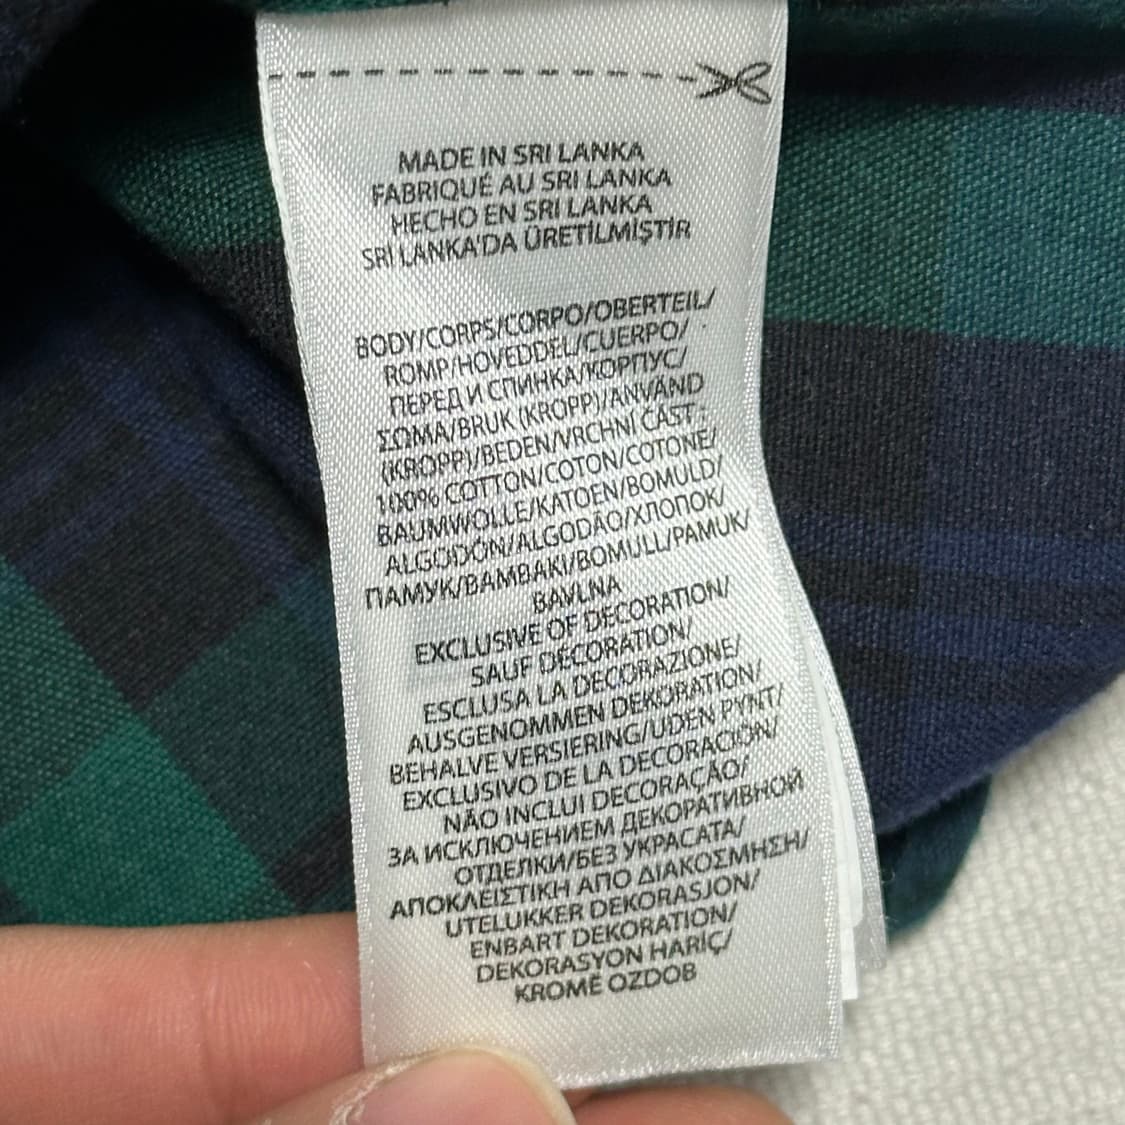 MADE IN SRI LANKA
FABRIQUÉ AU SRI LANKA
HECHO EN SRI LANKA
SRİ LANKA'DA ÜRETİLMİŞTİR
BODY/CORPS/CORPO/OBERTEIL/
ROMP/HOVEDDEL/CUERPO/
ПЕРЕД И СПИНКА/КОРПУС/
ΣΩΜΑ/BRUK (KROPP)/ANVÄND
(KROPP)/BEDEN/VRCHNÍ ČÁST:
100% COTTON/COTON/COTONE/
BAUMWOLLE/KATOEN/BOMULD/
ALGODÓN/ALGODÃO/ХЛОПОК/
ПАМУК/ΒΑΜΒΑΚΙ/BOMULL/PAMUK/
BAVLNA
EXCLUSIVE OF DECORATION/
SAUF DÉCORATION/
ESCLUSA LA DECORAZIONE/
AUSGENOMMEN DEKORATION/
BEHALVE VERSIERING/UDEN PYNT/
EXCLUSIVO DE LA DECORACIÓN/
NÃO INCLUI DECORAÇÃO/
ЗА ИСКЛЮЧЕНИЕМ ДЕКОРАТИВНОЙ
ОТДЕЛКИ/БЕЗ УКРАСАТА/
ΑΠΟΚΛΕΙΣΤΙΚΗ ΑΠΟ ΔΙΑΚΟΣΜΗΣΗ/
UTELUKKER DEKORASJON/
ENBART DEKORATION/
DEKORASYON HARİÇ/
KROMĚ OZDOB